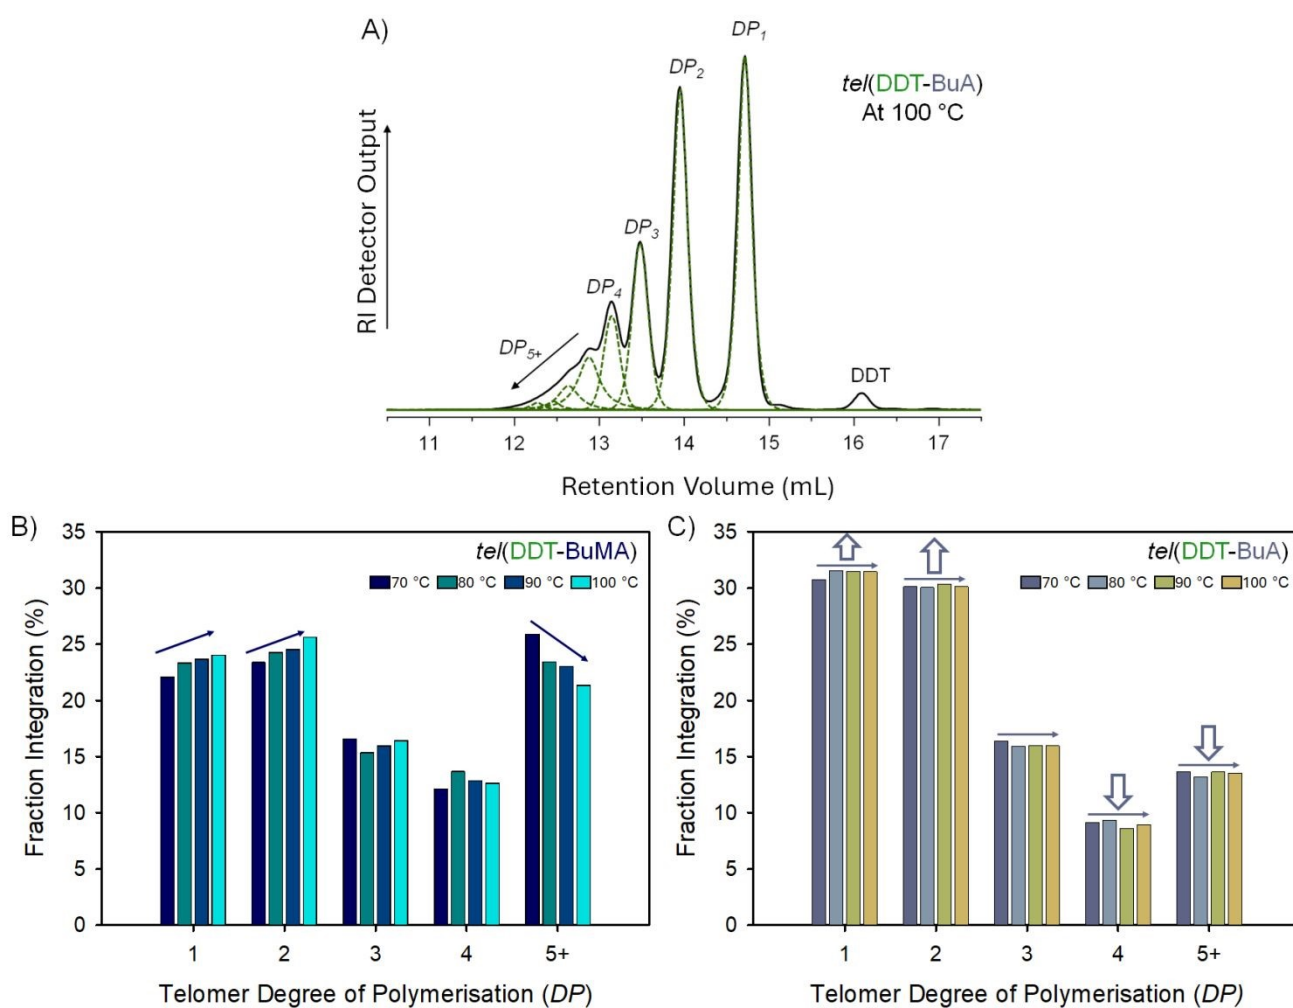 A)
DP1
DP2
DP3
DP4
DP5+
tel(DDT-BuA)
At 100 °C
DDT
RI Detector Output
11 12 13 14 15 16 17
Retention Volume (mL)
B)
tel(DDT-BuMA)
70 °C 80 °C 90 °C 100 °C
Fraction Integration (%)
35
30
25
20
15
10
5
0
1 2 3 4 5+
Telomer Degree of Polymerisation (DP)
C)
tel(DDT-BuA)
70 °C 80 °C 90 °C 100 °C
Fraction Integration (%)
35
30
25
20
15
10
5
0
1 2 3 4 5+
Telomer Degree of Polymerisation (DP)